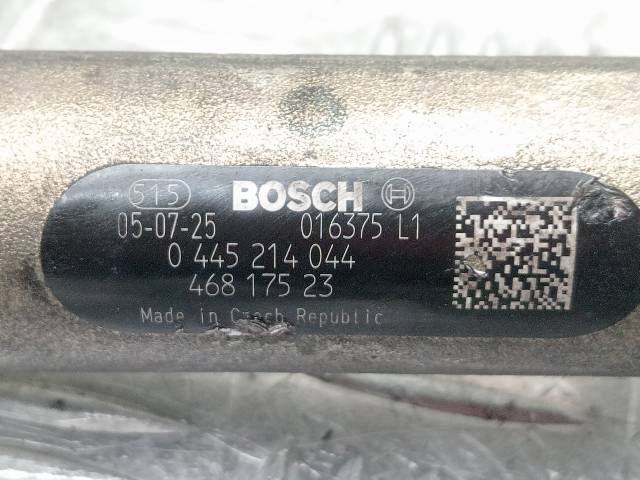 515 BOSCH
05-07-25 016375 L1
0 445 214 044
468 175 23
Made in Czech Republic